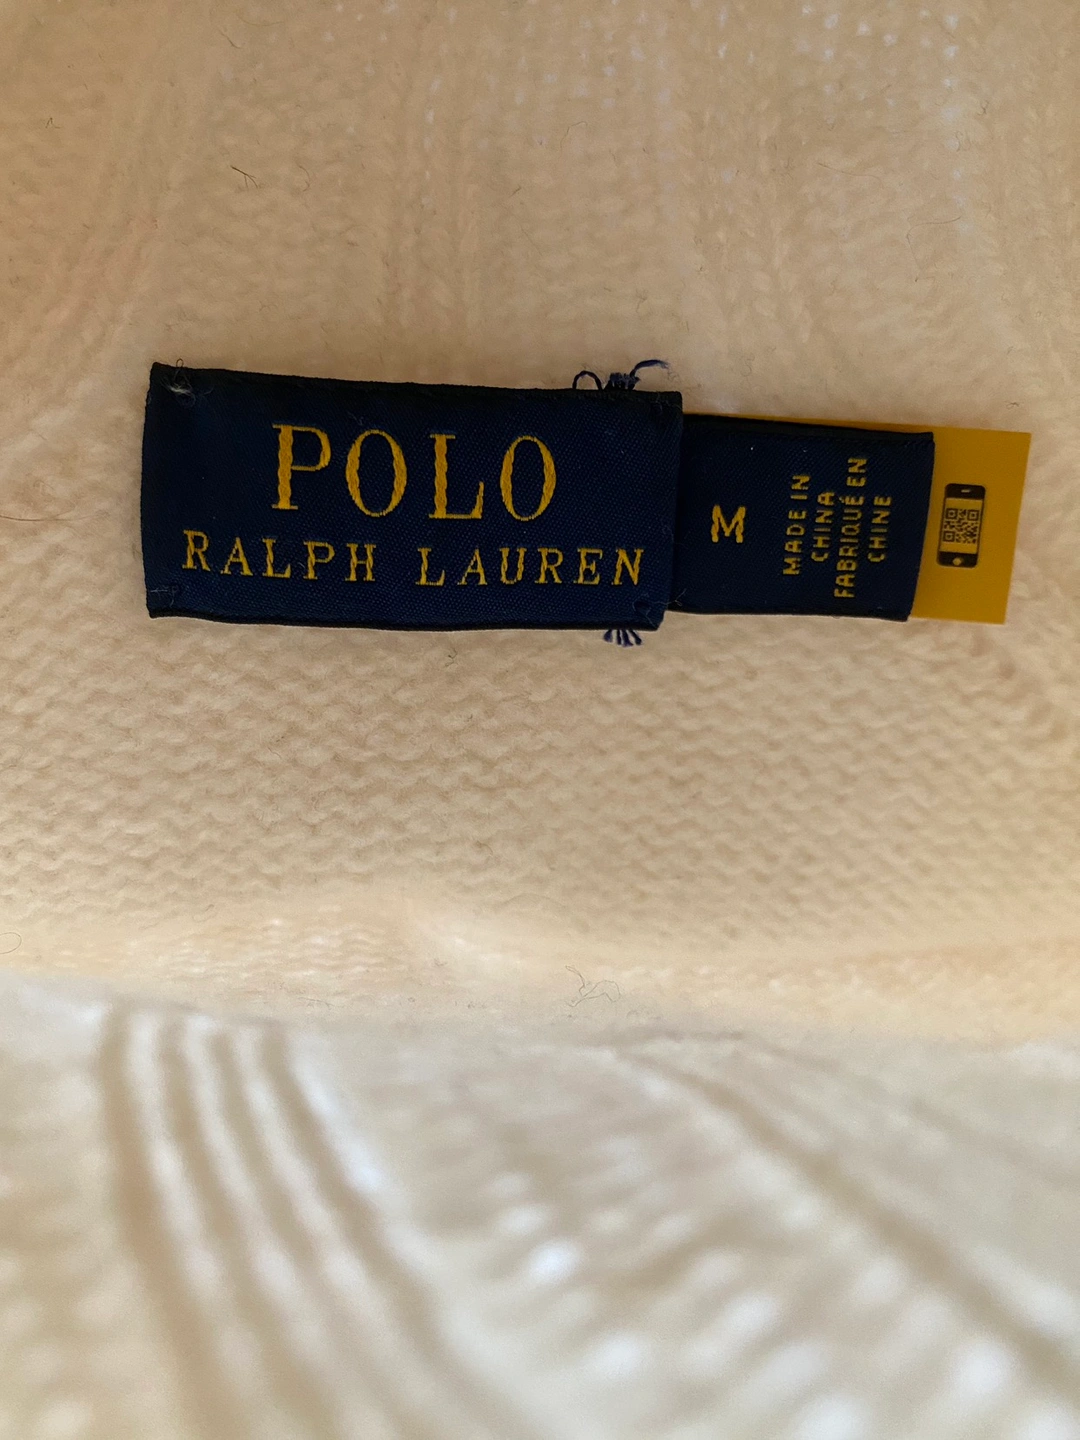 POLO
RALPH LAUREN
M
MADE IN
CHINA
FABRIQUÉ EN
CHINE